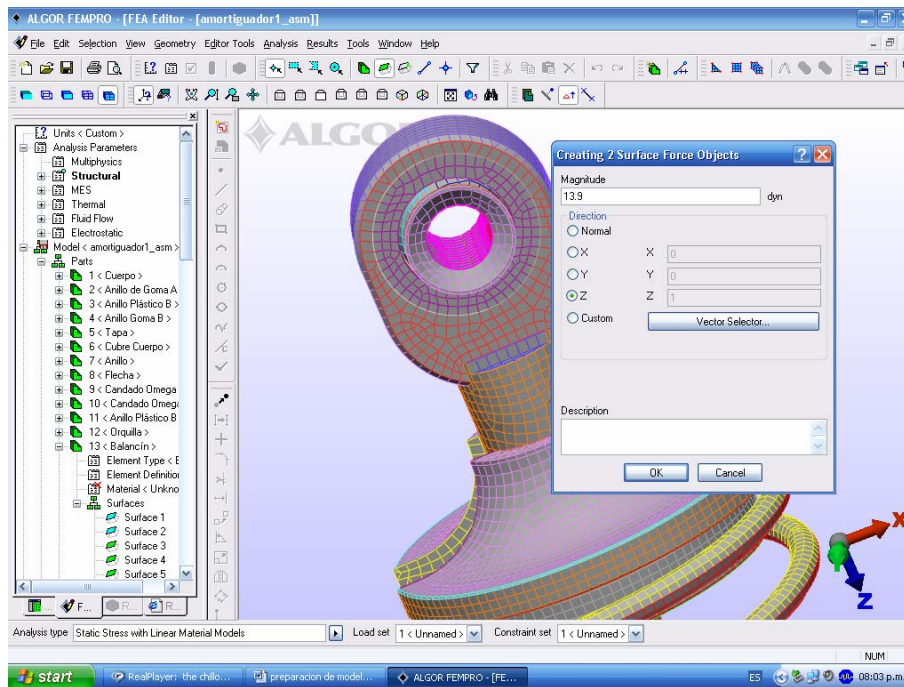 ALGOR FEMPRO - [FEA Editor - [amortiguador1_asm]]
File Edit Selection View Geometry Editor Tools Analysis Results Tools Window Help
Units < Custom >
Analysis Parameters
Multiphysics
Structural
MES
Thermal
Fluid Flow
Electrostatic
Model < amortiguador1_asm >
Parts
1 < Cuerpo >
2 < Anillo de Goma A
3 < Anillo Plástico B >
4 < Anillo Goma B >
5 < Tapa >
6 < Cubre Cuerpo >
7 < Anillo >
8 < Flecha >
9 < Candado Omega
10 < Candado Omega
11 < Anillo Plástico B
12 < Orquilla >
13 < Balancín >
Element Type < E
Element Definition
Material < Unkno
Surfaces
Surface 1
Surface 2
Surface 3
Surface 4
Surface 5
F...
R...
R...
ALGOR
Creating 2 Surface Force Objects
Magnitude
13.9 dyn
Direction
Normal
X X 0
Y Y 0
Z Z 1
Custom Vector Selector...
Description
OK Cancel
X
Z
Analysis type Static Stress with Linear Material Models Load set 1 < Unnamed > Constraint set 1 < Unnamed >
NUM
start RealPlayer: the chillo... preparacion de model... ALGOR FEMPRO - [FE... ES 08:03 p.m.